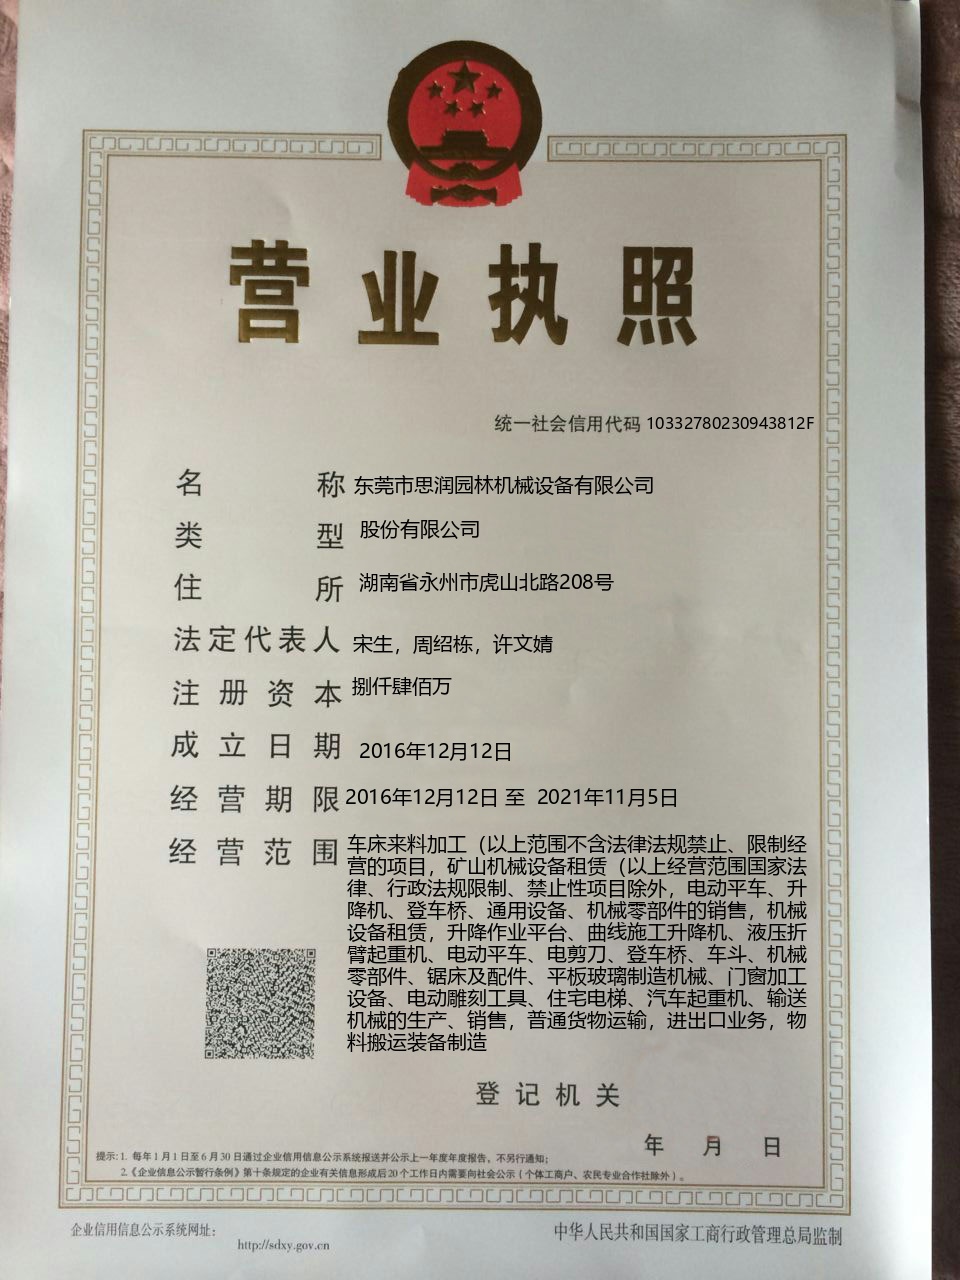 营业执照
统一社会信用代码 10332780230943812F
名称 东莞市思润园林机械设备有限公司
类型 股份有限公司
住所 湖南省永州市虎山北路208号
法定代表人 宋生，周绍栋，许文婧
注册资本 捌仟肆佰万
成立日期 2016年12月12日
经营期限 2016年12月12日 至 2021年11月5日
经营范围 车床来料加工（以上范围不含法律法规禁止、限制经
营的项目，矿山机械设备租赁（以上经营范围国家法
律、行政法规限制、禁止性项目除外，电动平车、升
降机、登车桥、通用设备、机械零部件的销售，机械
设备租赁，升降作业平台、曲线施工升降机、液压折
臂起重机、电动平车、电剪刀、登车桥、车斗、机械
零部件、锯床及配件、平板玻璃制造机械、门窗加工
设备、电动雕刻工具、住宅电梯、汽车起重机、输送
机械的生产、销售，普通货物运输，进出口业务，物
料搬运装备制造
登记机关
年 月 日
提示：1. 每年1月1日至6月30日通过企业信用信息公示系统报送并公示上一年度年度报告，不另行通知；
2.《企业信息公示暂行条例》第十条规定的企业有关信息形成后20个工作日内需要向社会公示（个体工商户、农民专业合作社除外）。
企业信用信息公示系统网址：
http://sdxy.gov.cn
中华人民共和国国家工商行政管理总局监制